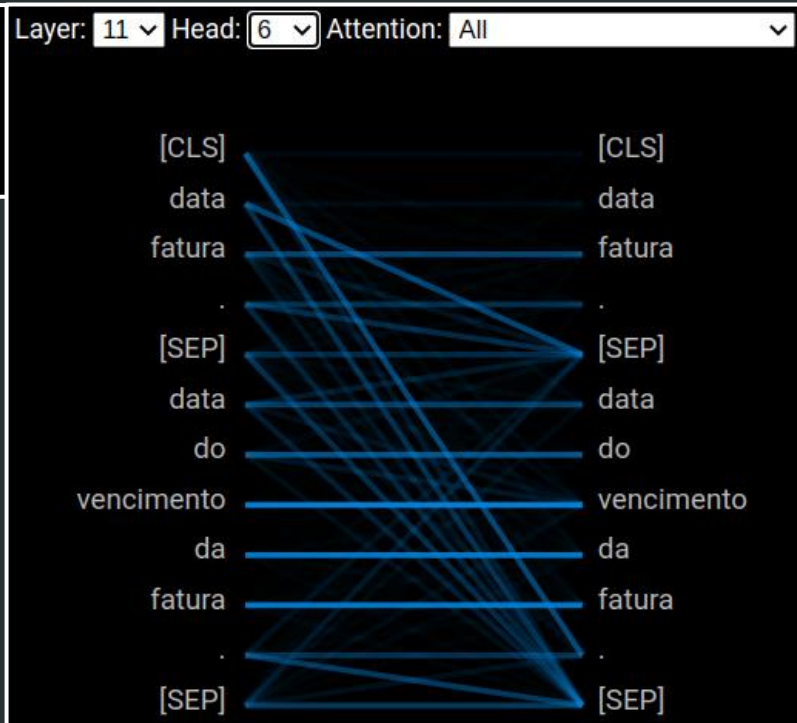 Layer: 11 Head: 6 Attention: All
[CLS] [CLS]
data data
fatura fatura
. .
[SEP] [SEP]
data data
do do
vencimento vencimento
da da
fatura fatura
. .
[SEP] [SEP]